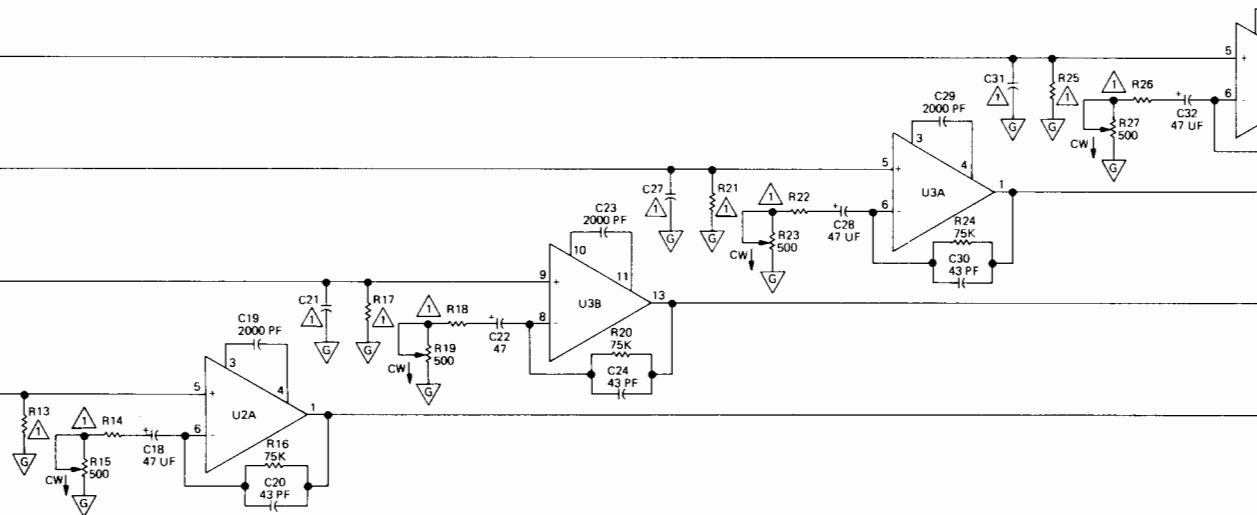 5
+
C31
1
R25
1
1
R26
6
-
+
C32
47 UF
R27
500
CW
G
G
G
C29
2000 PF
3
4
5
+
U3A
1
C27
1
R21
1
1
R22
6
-
+
C28
47 UF
R23
500
CW
G
G
G
R24
75K
C30
43 PF
C23
2000 PF
10
11
9
+
U3B
13
C21
1
R17
1
1
R18
8
-
+
C22
47
R19
500
CW
G
G
G
R20
75K
C24
43 PF
C19
2000 PF
3
4
5
+
U2A
1
R13
1
1
R14
6
-
+
C18
47 UF
R15
500
CW
G
G
R16
75K
C20
43 PF